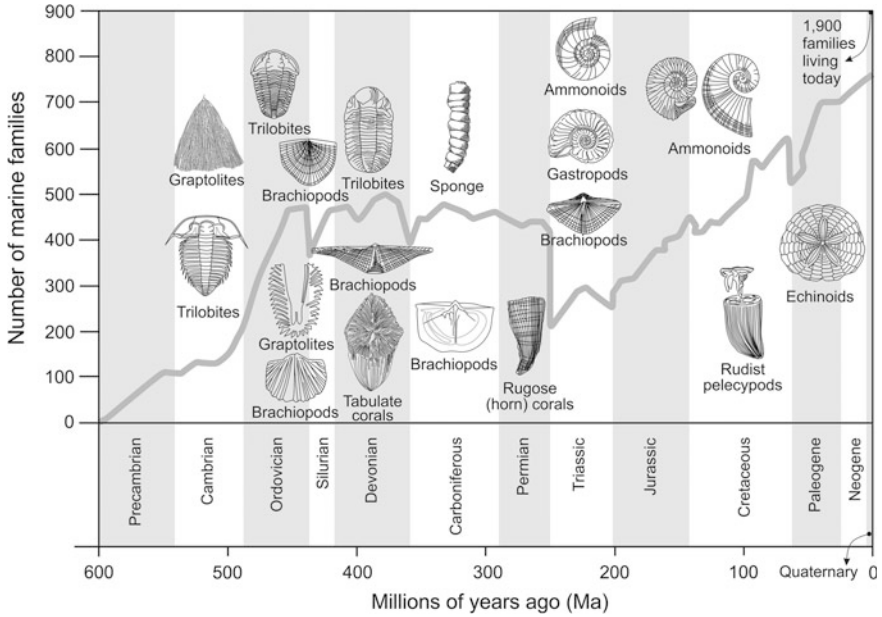 Number of marine families
900
800
700
600
500
400
300
200
100
0
1,900
families
living
today
Graptolites
Trilobites
Trilobites
Brachiopods
Graptolites
Brachiopods
Trilobites
Brachiopods
Tabulate
corals
Sponge
Brachiopods
Rugose
(horn) corals
Ammonoids
Gastropods
Brachiopods
Ammonoids
Rudist
pelecypods
Echinoids
Precambrian
Cambrian
Ordovician
Silurian
Devonian
Carboniferous
Permian
Triassic
Jurassic
Cretaceous
Paleogene
Neogene
Quaternary
600
500
400
300
200
100
0
Millions of years ago (Ma)